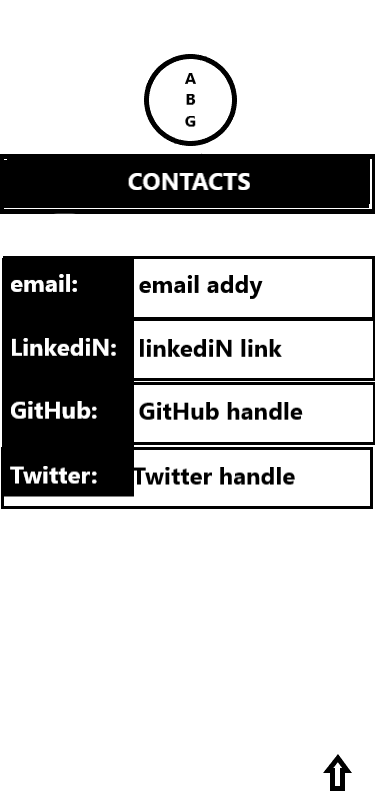 A
B
G
CONTACTS
email: email addy
LinkediN: linkediN link
GitHub: GitHub handle
Twitter: Twitter handle